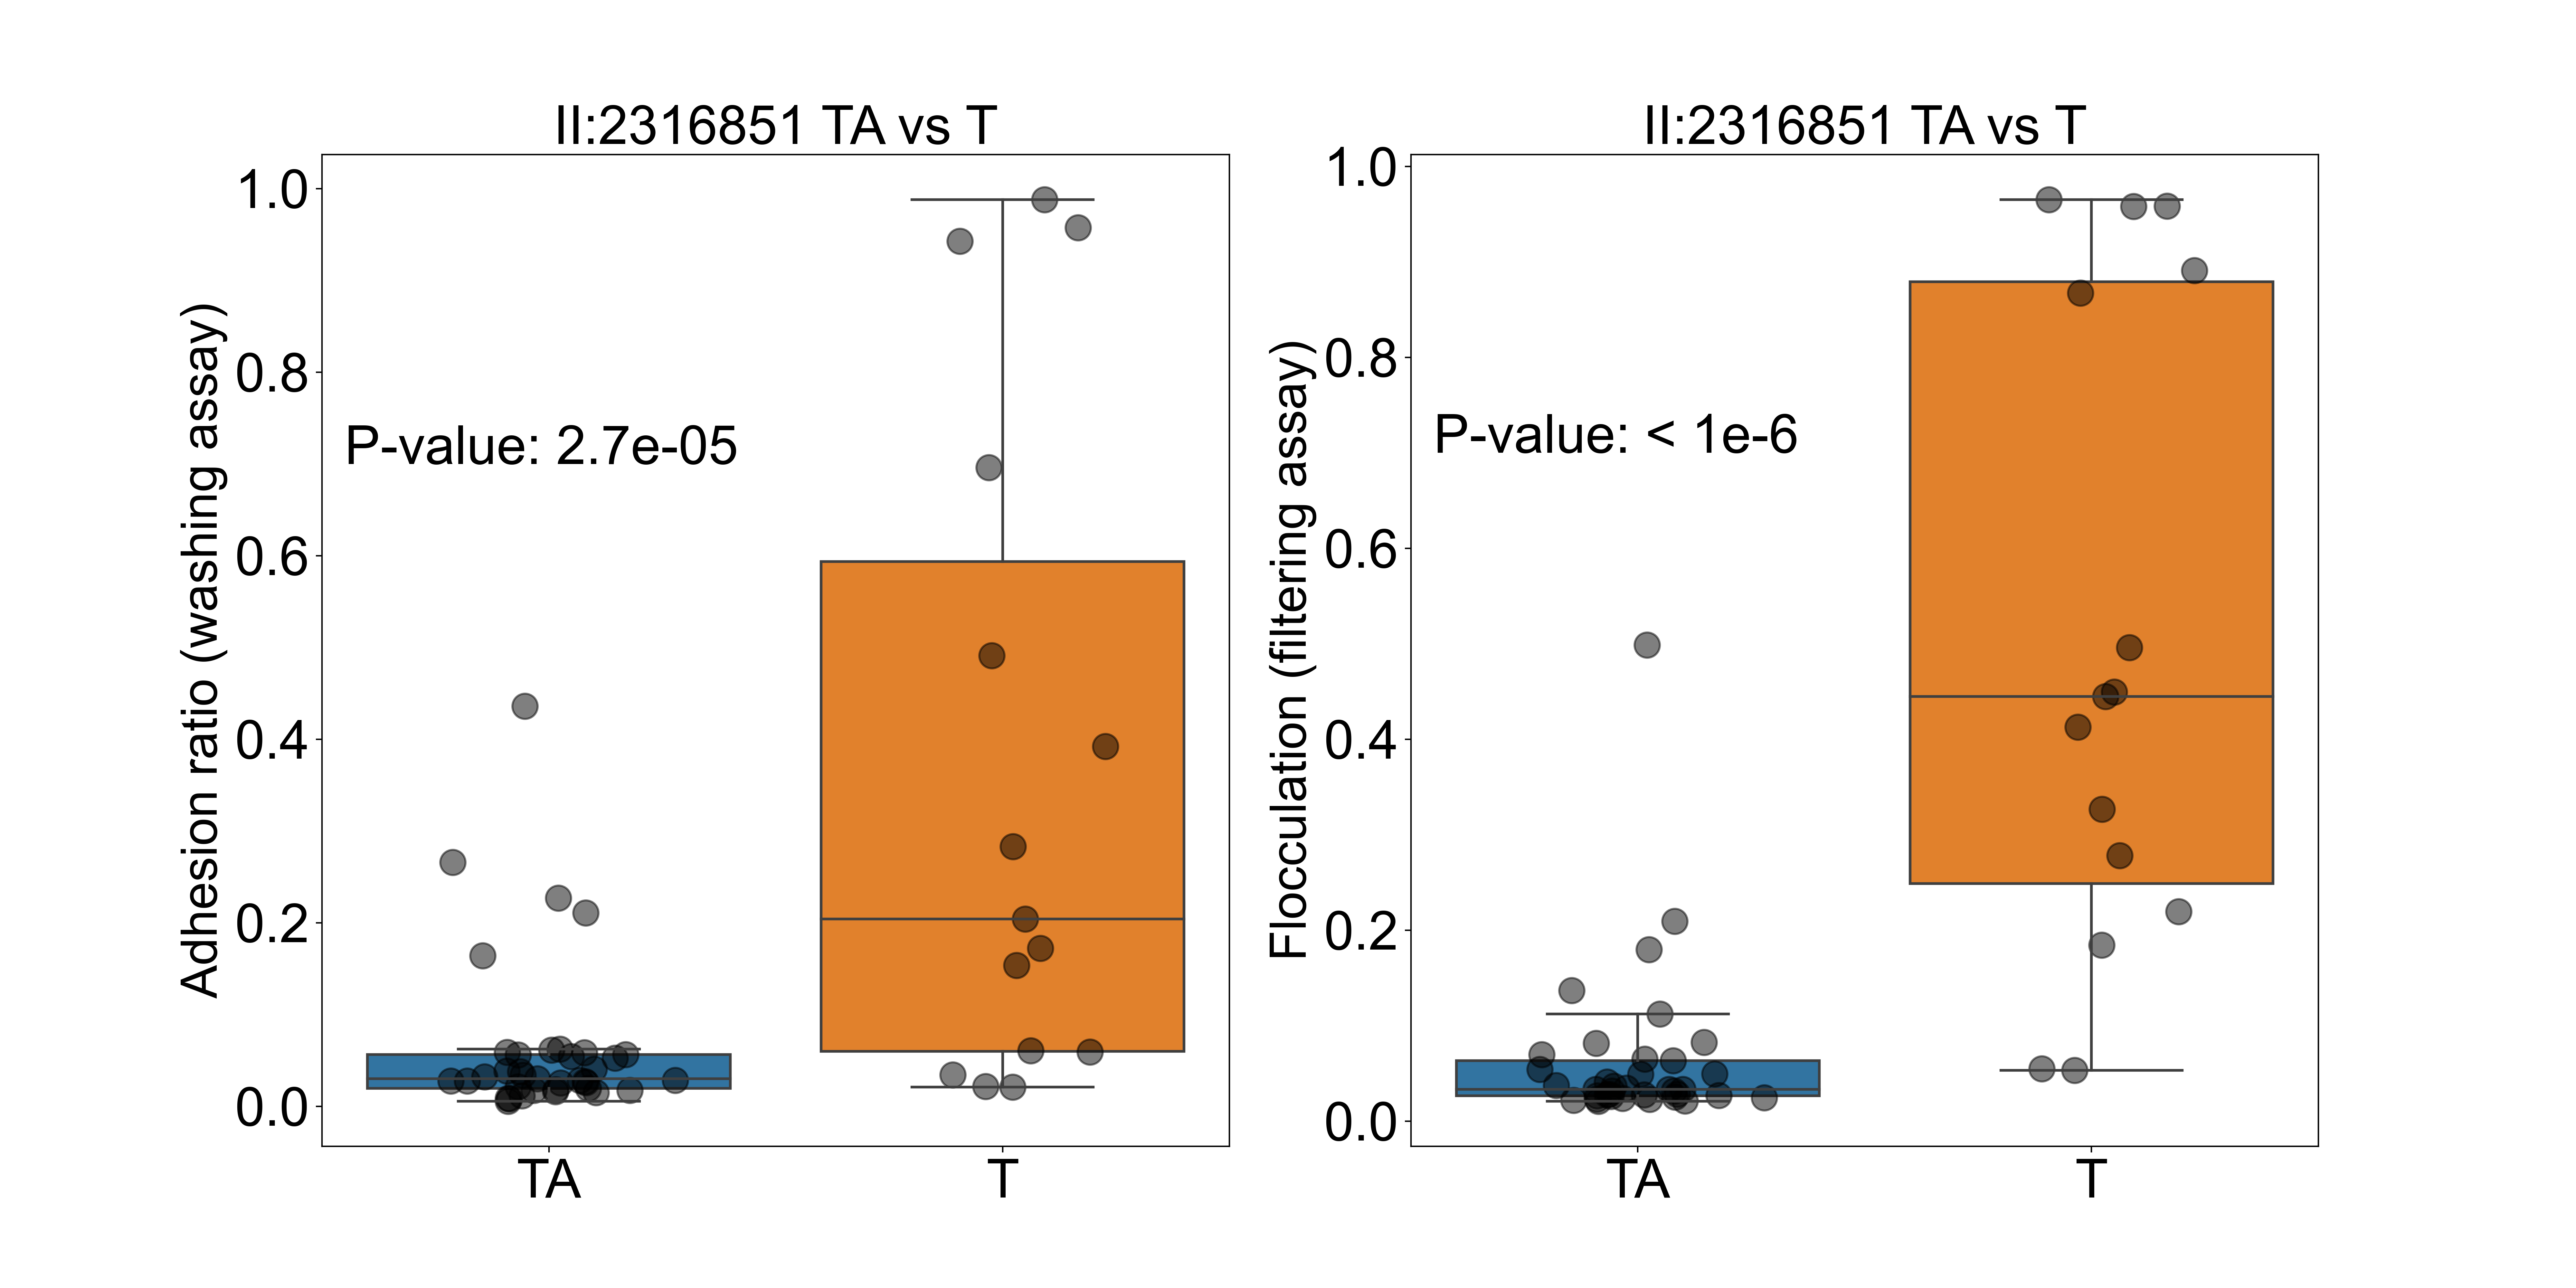 II:2316851 TA vs T
Adhesion ratio (washing assay)
1.0
0.8
0.6
0.4
0.2
0.0
P-value: 2.7e-05
TA
T
II:2316851 TA vs T
Flocculation (filtering assay)
1.0
0.8
0.6
0.4
0.2
0.0
P-value: < 1e-6
TA
T